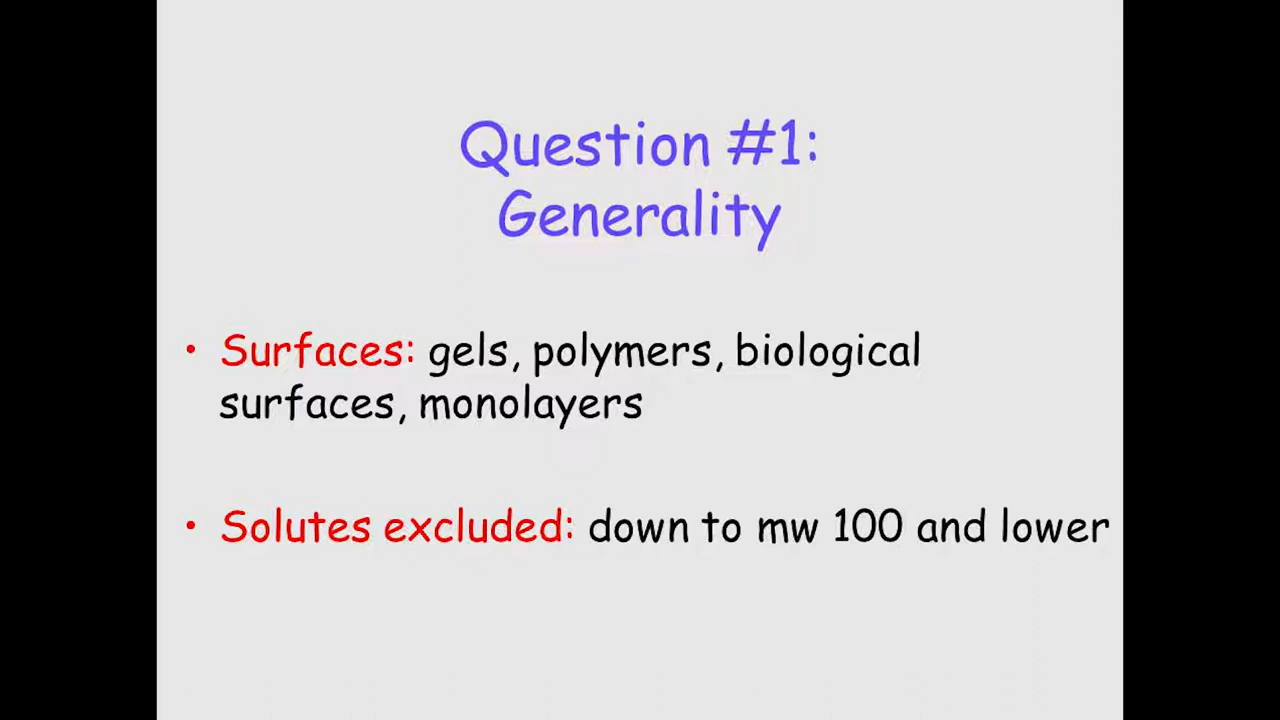 Question #1:
Generality
• Surfaces: gels, polymers, biological
surfaces, monolayers
• Solutes excluded: down to mw 100 and lower